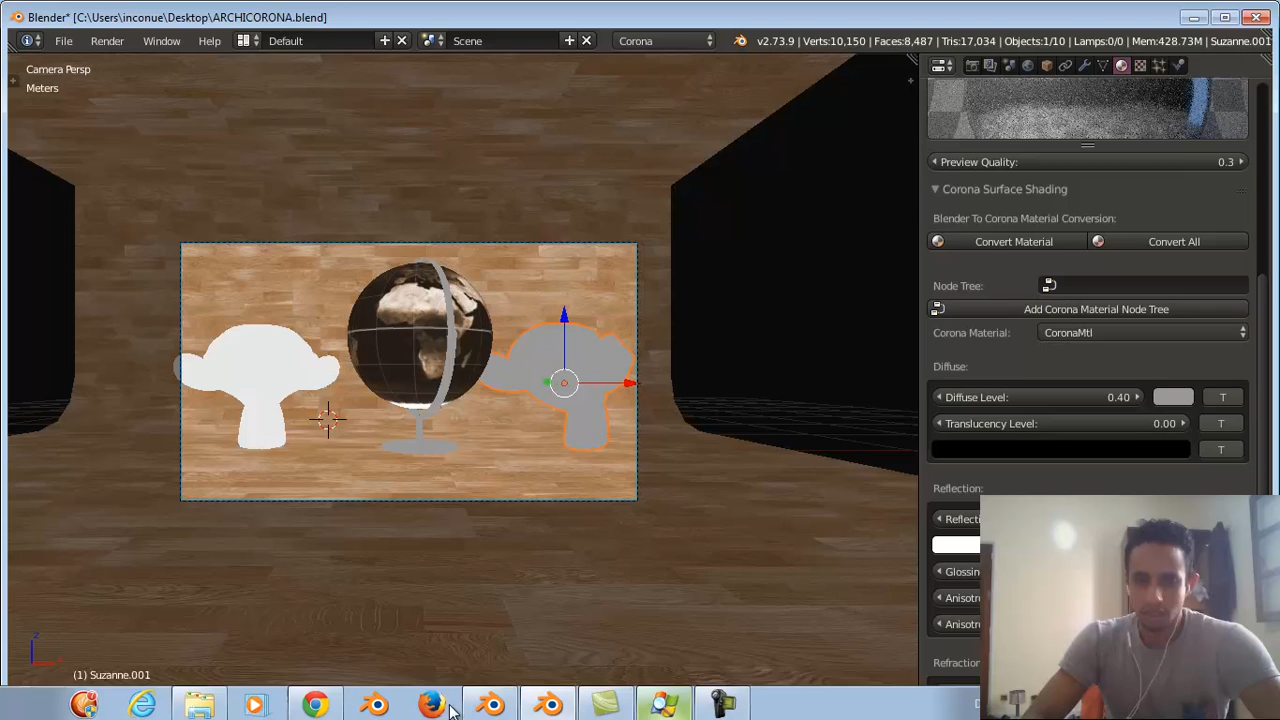 Blender* [C:\Users\inconue\Desktop\ARCHICORONA.blend]
File Render Window Help Default Scene Corona v2.73.9 | Verts:10,150 | Faces:8,487 | Tris:17,034 | Objects:1/10 | Lamps:0/0 | Mem:428.73M | Suzanne.001
Camera Persp
Meters
Preview Quality: 0.3
Corona Surface Shading
Blender To Corona Material Conversion:
Convert Material Convert All
Node Tree:
Add Corona Material Node Tree
Corona Material: CoronaMtl
Diffuse:
Diffuse Level: 0.40 T
Translucency Level: 0.00 T
T
Reflection:
Reflecti
Glossin
Anisotro
Anisotro
Refraction
z
(1) Suzanne.001